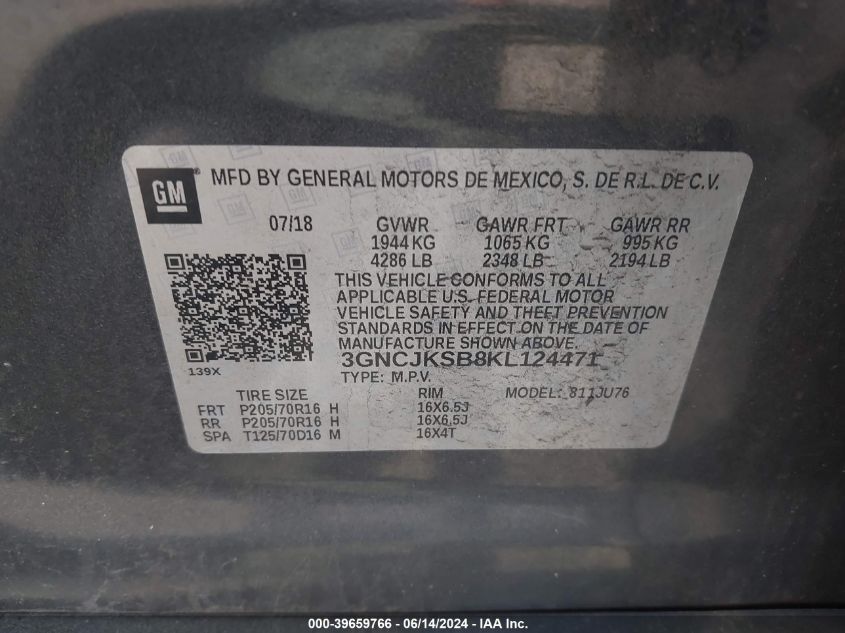 GM MFD BY GENERAL MOTORS DE MEXICO, S. DE R.L. DE C.V.
07/18 GVWR GAWR FRT GAWR RR
1944 KG 1065 KG 995 KG
4286 LB 2348 LB 2194 LB
THIS VEHICLE CONFORMS TO ALL
APPLICABLE U.S. FEDERAL MOTOR
VEHICLE SAFETY AND THEFT PREVENTION
STANDARDS IN EFFECT ON THE DATE OF
MANUFACTURE SHOWN ABOVE.
3GNCJKSB8KL124471
139X
TYPE: M.P.V.
TIRE SIZE RIM MODEL: 811JU76
FRT P205/70R16 H 16X6.5J
RR P205/70R16 H 16X6.5J
SPA T125/70D16 M 16X4T
000-39659766 - 06/14/2024 - IAA, Inc.